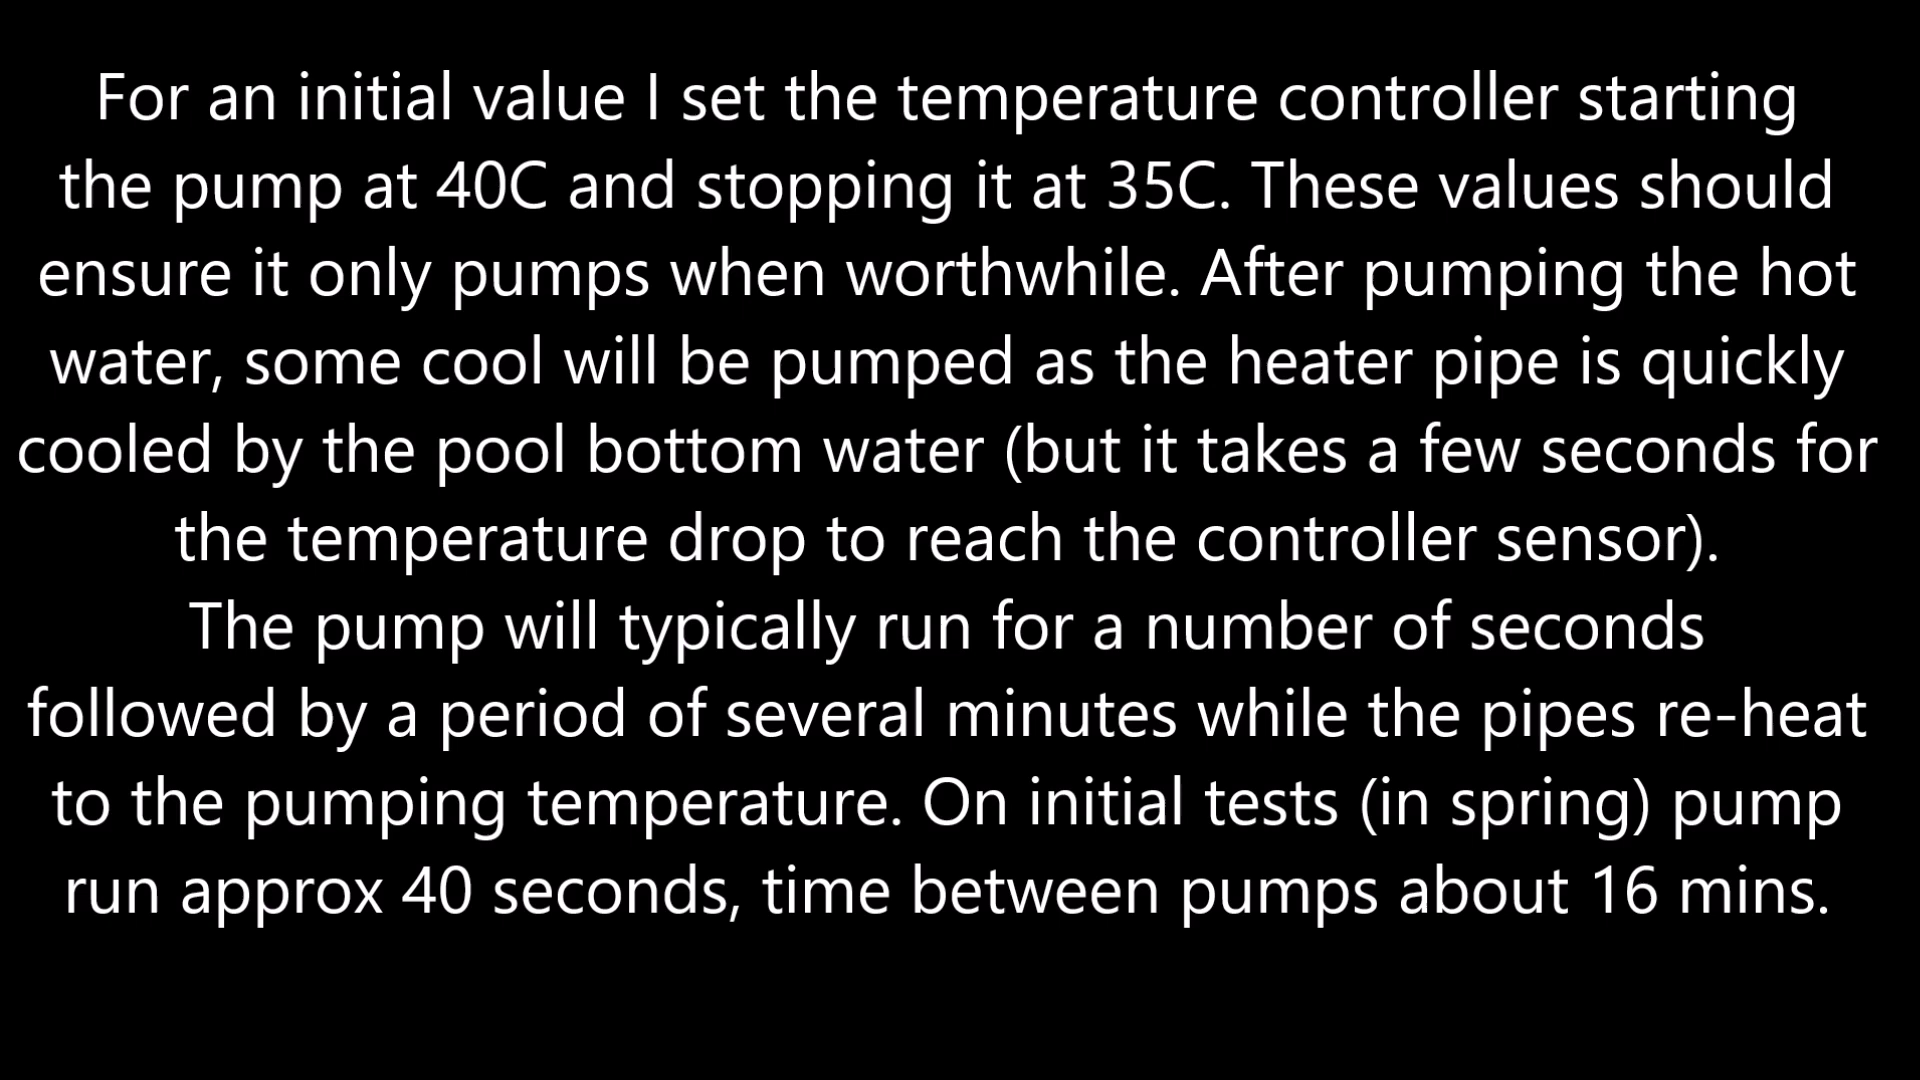 For an initial value I set the temperature controller starting
the pump at 40C and stopping it at 35C. These values should
ensure it only pumps when worthwhile. After pumping the hot
water, some cool will be pumped as the heater pipe is quickly
cooled by the pool bottom water (but it takes a few seconds for
the temperature drop to reach the controller sensor).
The pump will typically run for a number of seconds
followed by a period of several minutes while the pipes re-heat
to the pumping temperature. On initial tests (in spring) pump
run approx 40 seconds, time between pumps about 16 mins.